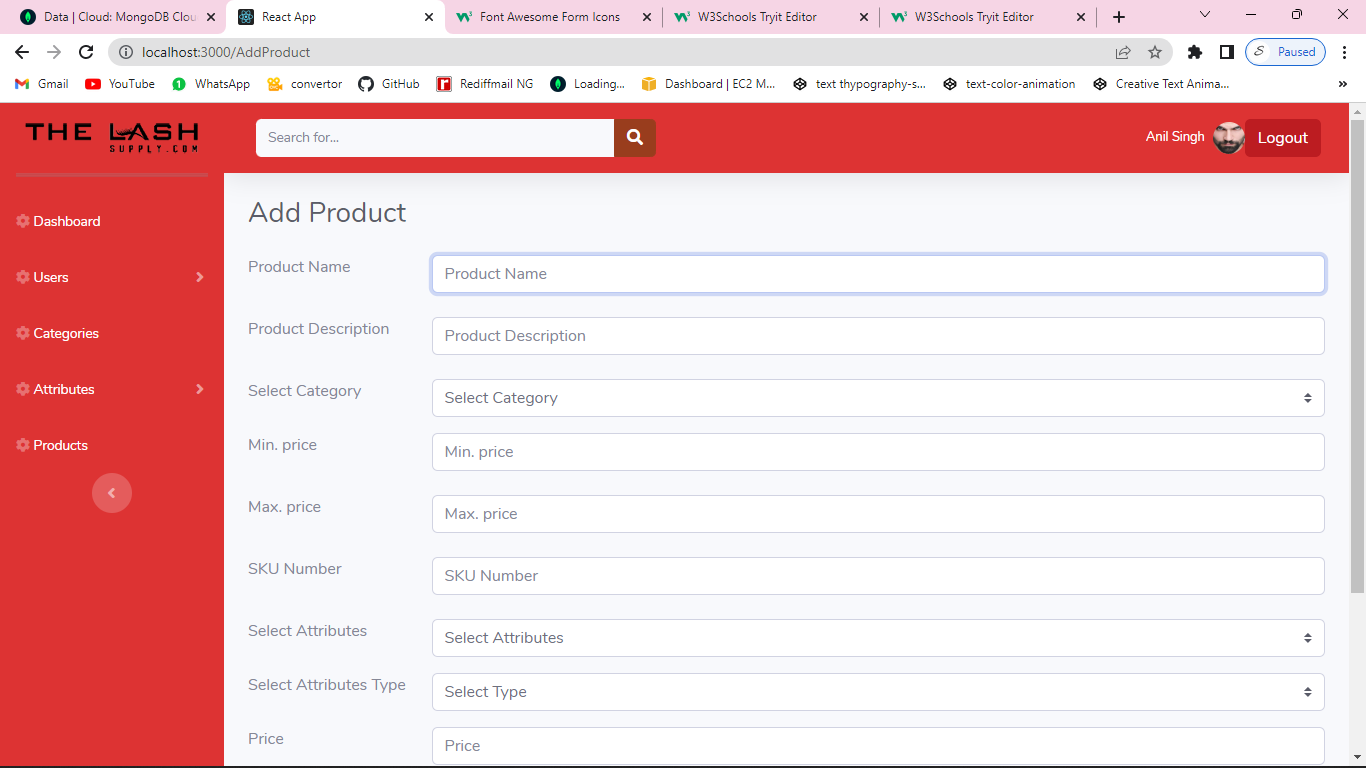 Data | Cloud: MongoDB Clou
React App
Font Awesome Form Icons
W3Schools Tryit Editor
W3Schools Tryit Editor
localhost:3000/AddProduct
Paused
Gmail
YouTube
1 WhatsApp
convertor
GitHub
Rediffmail NG
Loading...
Dashboard | EC2 M...
text thypography-s...
text-color-animation
Creative Text Anima...
»
THE LASH
SUPPLY.COM
Search for...
Anil Singh
Logout
Dashboard
Users
Categories
Attributes
Products
Add Product
Product Name
Product Name
Product Description
Product Description
Select Category
Select Category
Min. price
Min. price
Max. price
Max. price
SKU Number
SKU Number
Select Attributes
Select Attributes
Select Attributes Type
Select Type
Price
Price